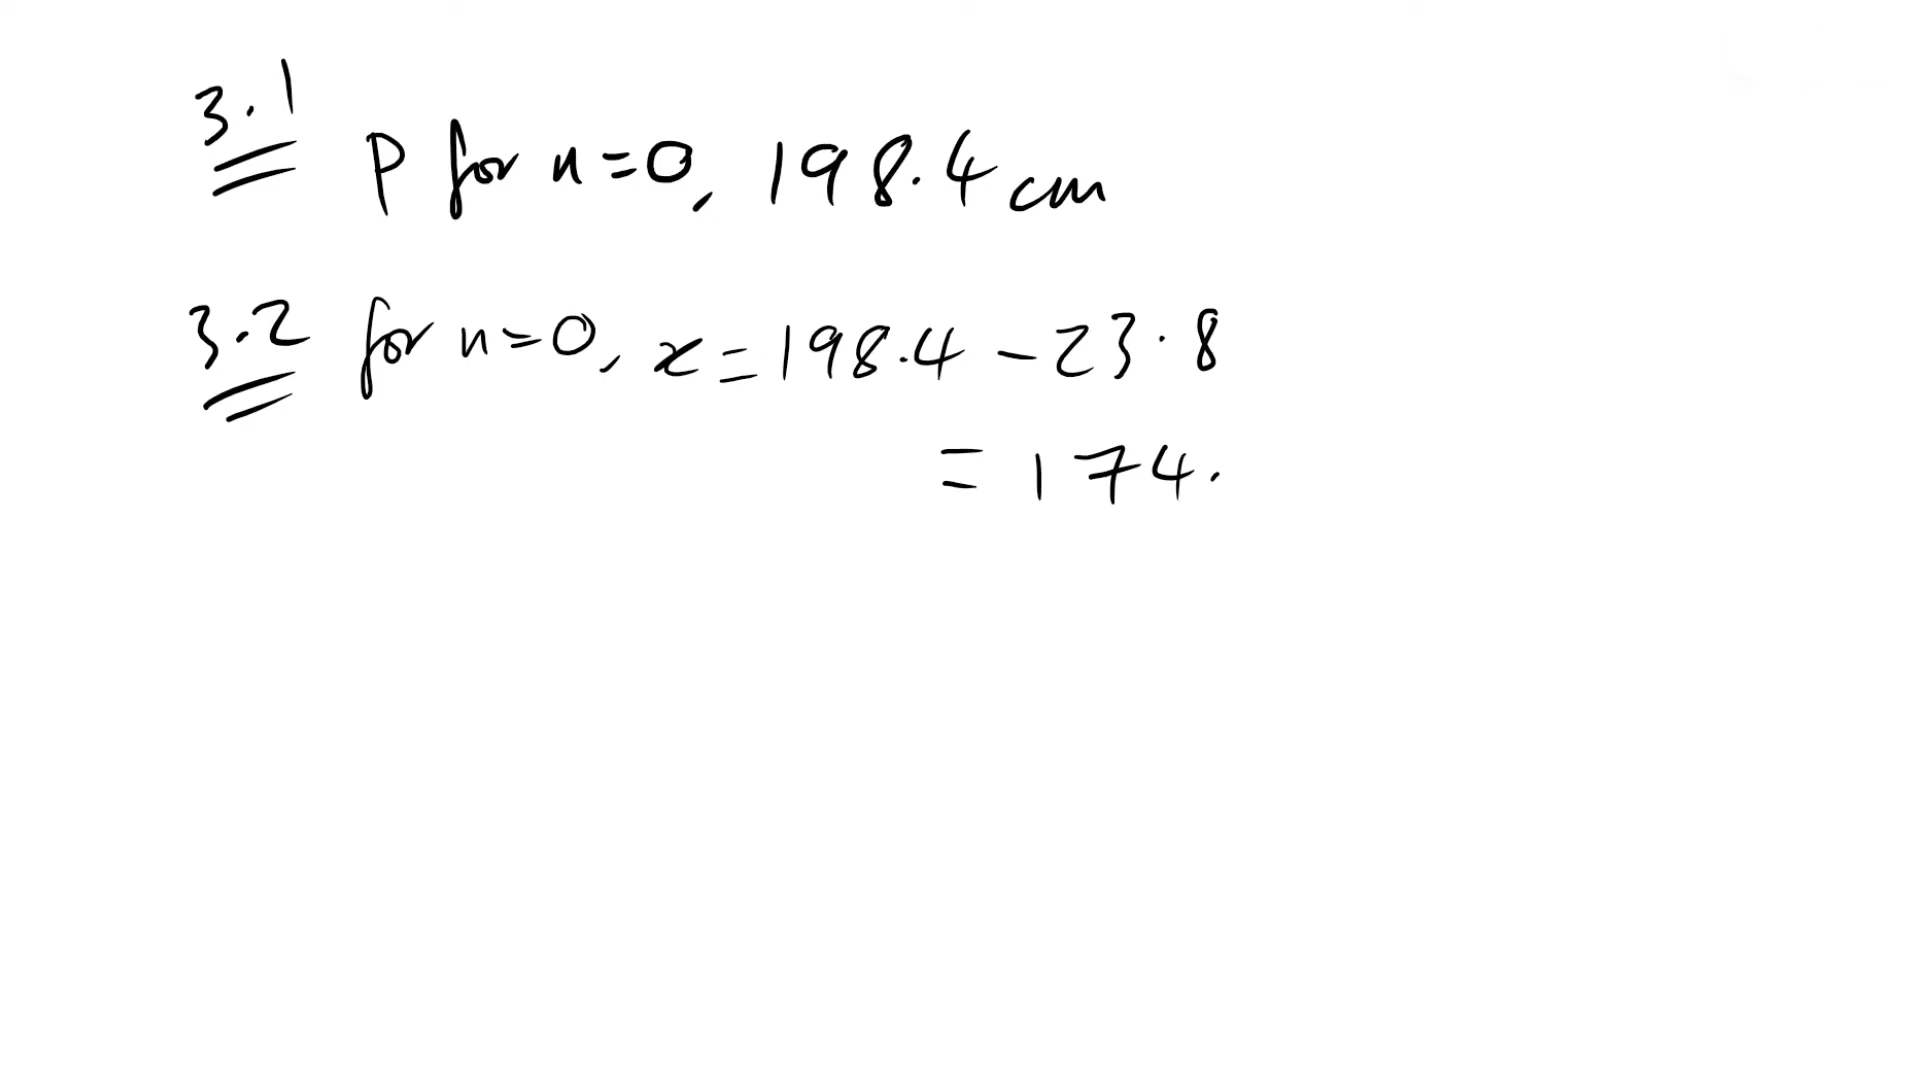 3.1 P for n=0, 198.4 cm
3.2 for n=0, x = 198.4 - 23.8
= 174.